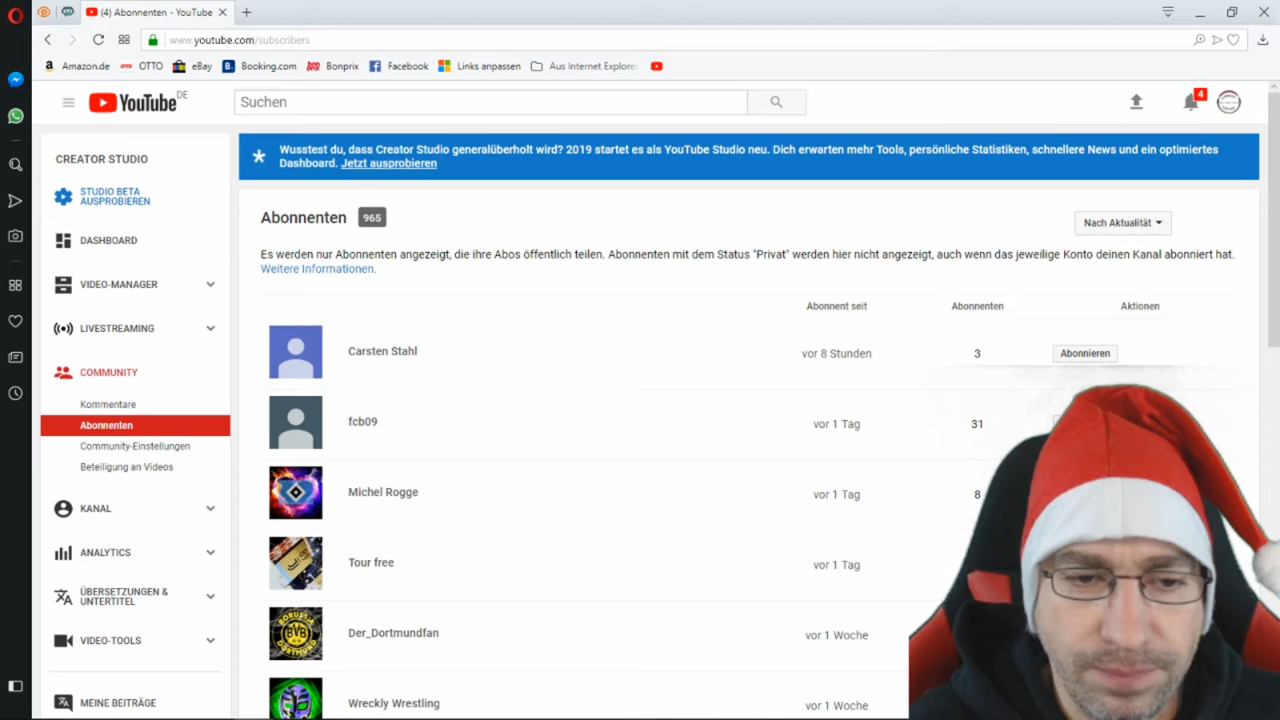 (4) Abonnenten - YouTube
www.youtube.com/subscribers
Amazon.de OTTO eBay Booking.com Bonprix Facebook Links anpassen Aus Internet Explorer
YouTube DE
Suchen
4
CREATOR STUDIO
STUDIO BETA
AUSPROBIEREN
DASHBOARD
VIDEO-MANAGER
LIVESTREAMING
COMMUNITY
Kommentare
Abonnenten
Community-Einstellungen
Beteiligung an Videos
KANAL
ANALYTICS
ÜBERSETZUNGEN &
UNTERTITEL
VIDEO-TOOLS
MEINE BEITRÄGE
Wusstest du, dass Creator Studio generalüberholt wird? 2019 startet es als YouTube Studio neu. Dich erwarten mehr Tools, persönliche Statistiken, schnellere News und ein optimiertes
Dashboard. Jetzt ausprobieren
Abonnenten 965
Nach Aktualität
Es werden nur Abonnenten angezeigt, die ihre Abos öffentlich teilen. Abonnenten mit dem Status "Privat" werden hier nicht angezeigt, auch wenn das jeweilige Konto deinen Kanal abonniert hat.
Weitere Informationen.
Abonnent seit Abonnenten Aktionen
Carsten Stahl vor 8 Stunden 3 Abonnieren
fcb09 vor 1 Tag 31
Michel Rogge vor 1 Tag 8
Tour free vor 1 Tag
Der_Dortmundfan vor 1 Woche
Wreckly Wrestling vor 1 Woche